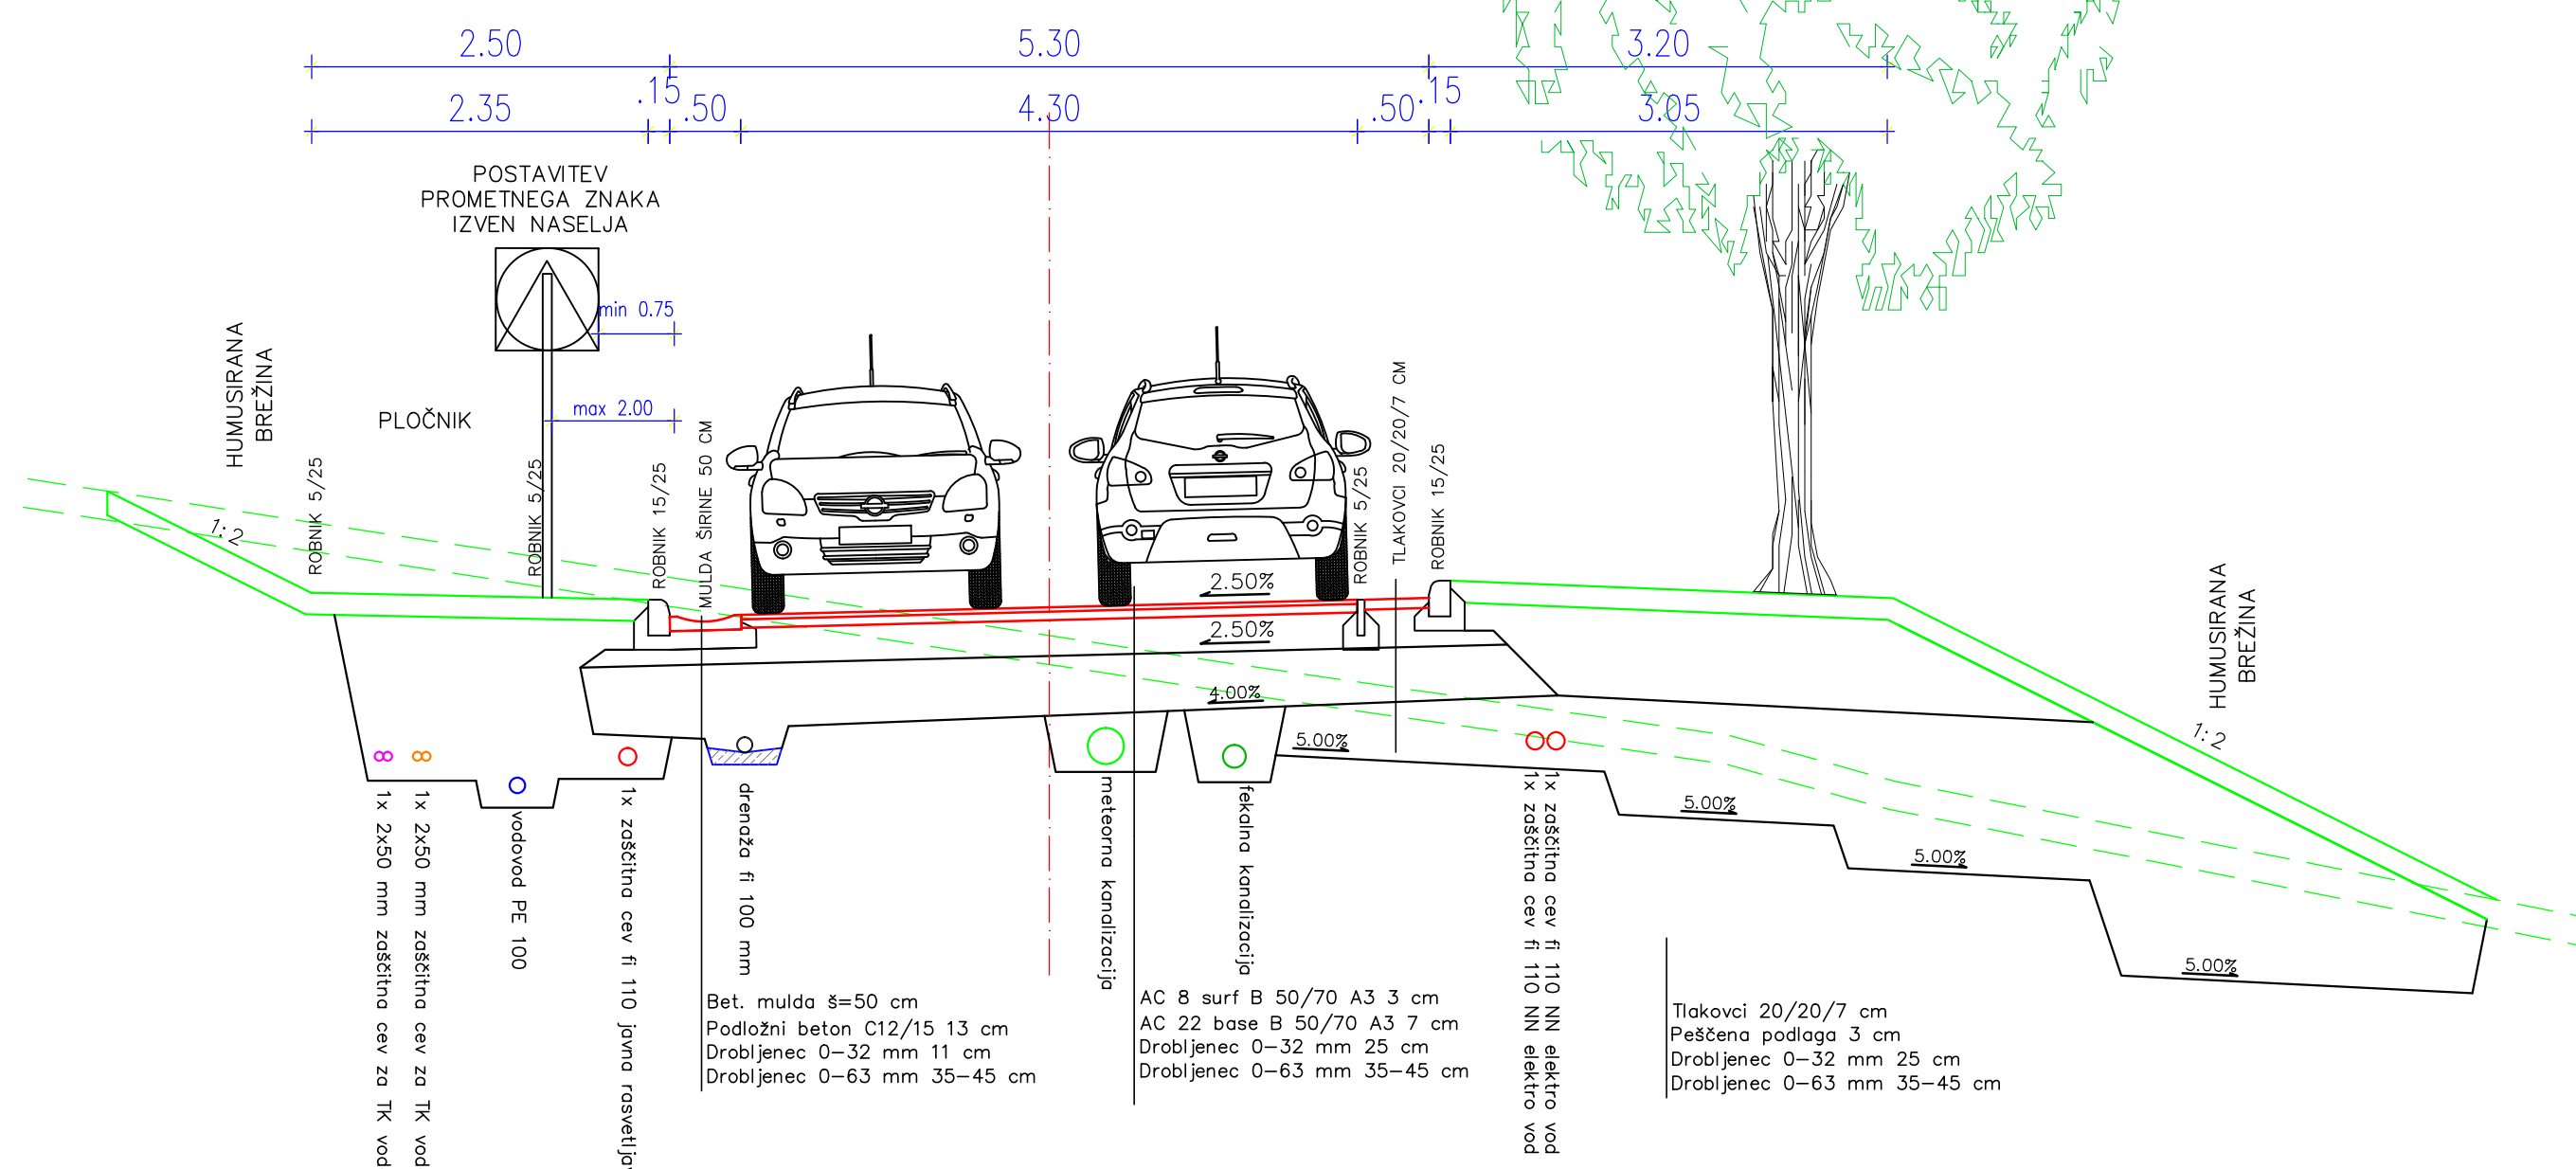 2.50
5.30
3.20
2.35
.15
.50
4.30
.50
.15
3.05
POSTAVITEV
PROMETNEGA ZNAKA
IZVEN NASELJA
min 0.75
max 2.00
HUMUSIRANA
BREŽINA
PLOČNIK
1:2
ROBNIK 5/25
ROBNIK 5/25
ROBNIK 15/25
MULDA ŠIRINE 50 CM
ROBNIK 5/25
TLAKOVCI 20/20/7 CM
ROBNIK 15/25
2.50%
2.50%
4.00%
5.00%
5.00%
5.00%
5.00%
HUMUSIRANA
BREŽINA
1:2
1x 2x50 mm zaščitna cev za TK vod
1x 2x50 mm zaščitna cev za TK vod
vodovod PE 100
1x zaščitna cev fi 110 javna
drenaža fi 100 mm
meteorna kanalizacija
fekalna kanalizacija
1x zaščitna cev fi 110 NN elektro vod
1x zaščitna cev fi 110 NN elektro vod
Bet. mulda š=50 cm
Podložni beton C12/15 13 cm
Drobljenec 0-32 mm 11 cm
Drobljenec 0-63 mm 35-45 cm
AC 8 surf B 50/70 A3 3 cm
AC 22 base B 50/70 A3 7 cm
Drobljenec 0-32 mm 25 cm
Drobljenec 0-63 mm 35-45 cm
Tlakovci 20/20/7 cm
Peščena podlaga 3 cm
Drobljenec 0-32 mm 25 cm
Drobljenec 0-63 mm 35-45 cm